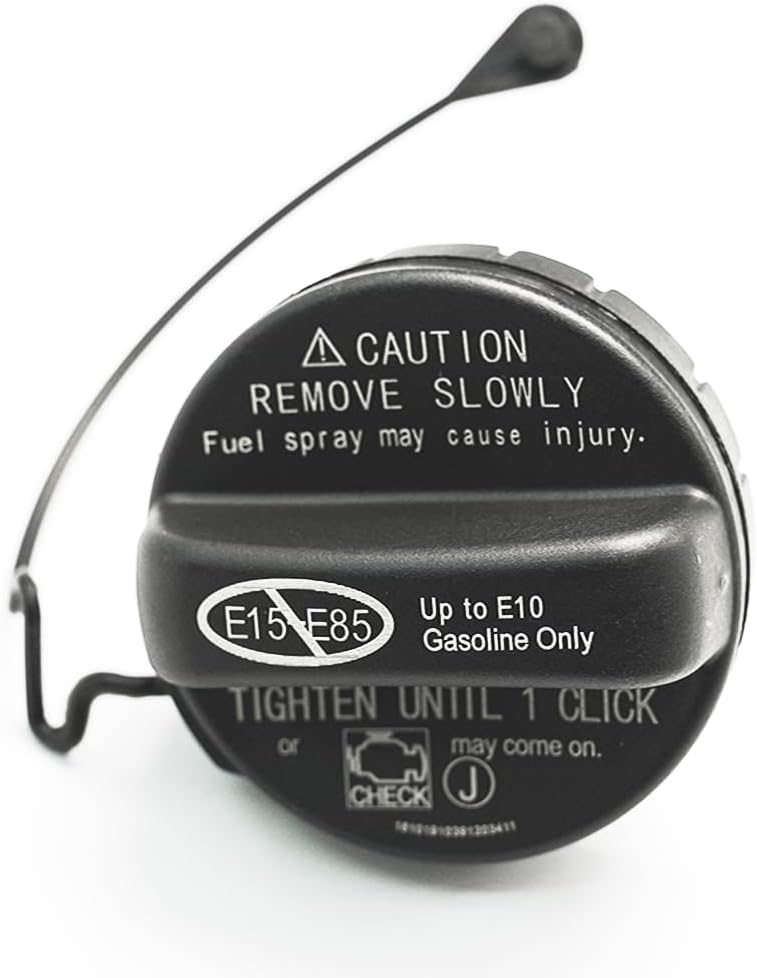 CAUTION
REMOVE SLOWLY
Fuel spray may cause injury.
E15-E85 Up to E10
Gasoline Only
TIGHTEN UNTIL 1 CLICK
or CHECK may come on.
J